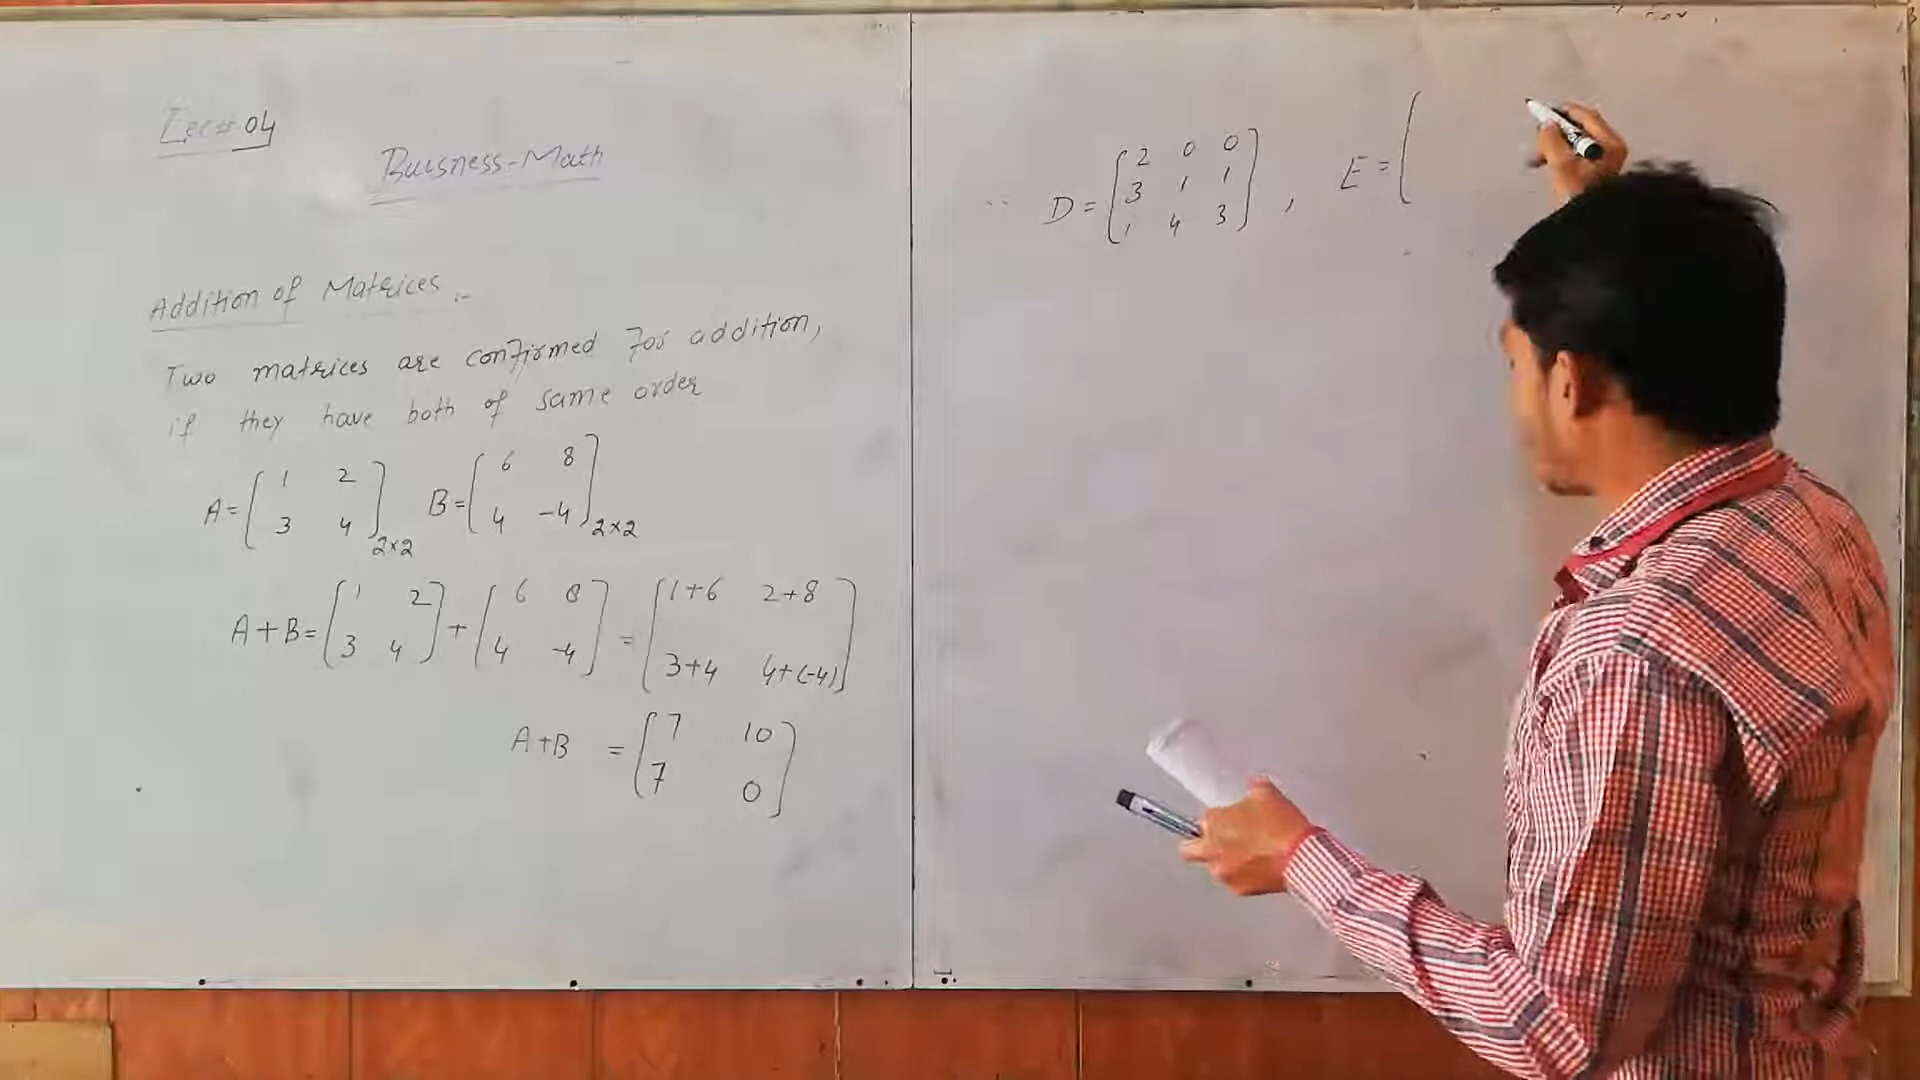 Lec# 04
Buisness-Math
Addition of Matrices :-
Two matrices are confirmed for addition,
if they have both of same order
A = [1 2
3 4] 2×2 B = [6 8
4 -4] 2×2
A+B = [1 2
3 4] + [6 8
4 -4] = [1+6 2+8
3+4 4+(-4)]
A+B = [7 10
7 0]
D = [2 0 0
3 1 1
1 4 3] , E = [